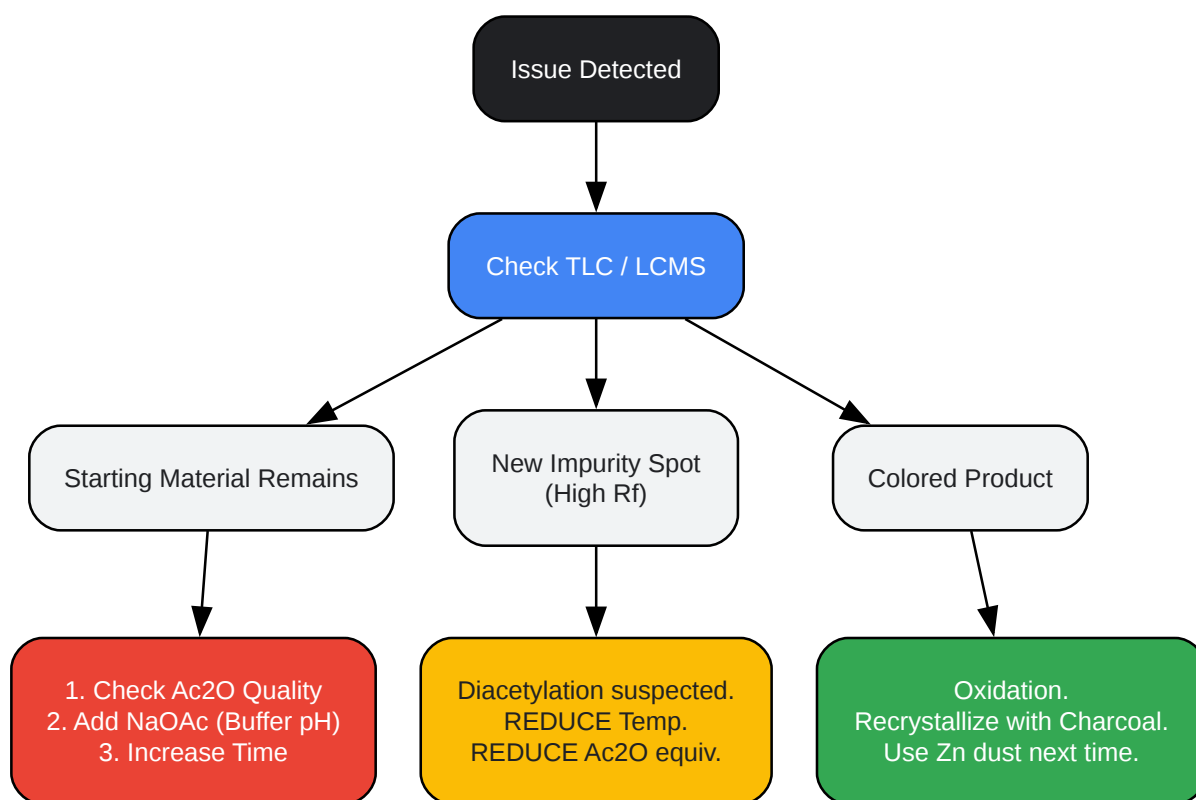 Issue Detected
Check TLC / LCMS
Starting Material Remains
New Impurity Spot
(High Rf)
Colored Product
1. Check Ac2O Quality
2. Add NaOAc (Buffer pH)
3. Increase Time
Diacetylation suspected.
REDUCE Temp.
REDUCE Ac2O equiv.
Oxidation.
Recrystallize with Charcoal.
Use Zn dust next time.